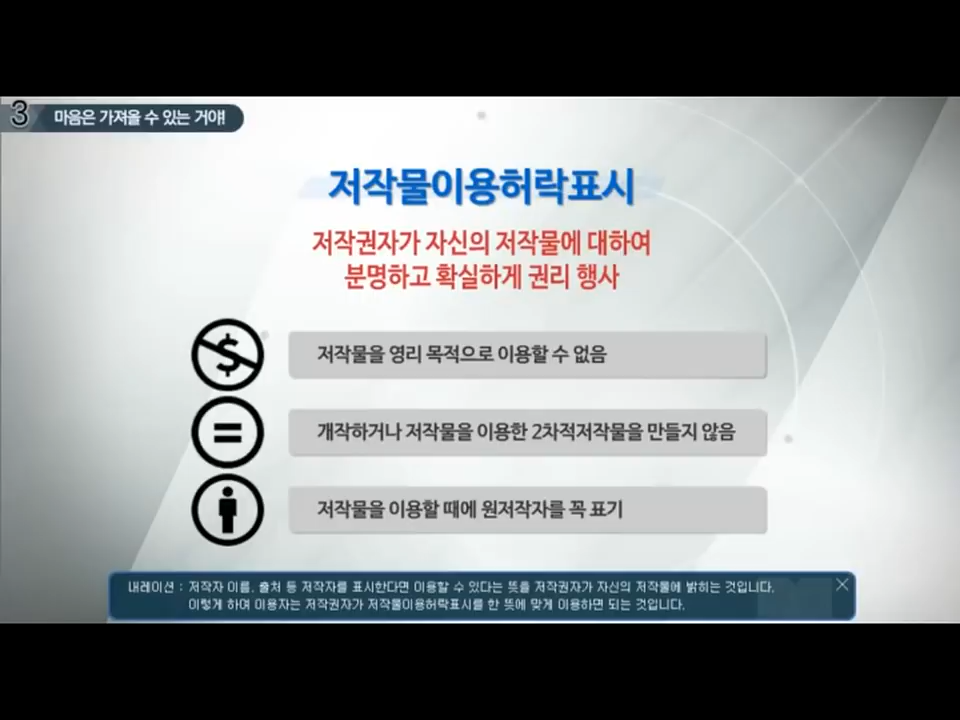 3
마음은 가져올 수 있는 거야!
저작물이용허락표시
저작권자가 자신의 저작물에 대하여
분명하고 확실하게 권리 행사
$ 저작물을 영리 목적으로 이용할 수 없음
= 개작하거나 저작물을 이용한 2차적저작물을 만들지 않음
저작물을 이용할 때에 원저작자를 꼭 표기
내레이션 : 저작자 이름, 출처 등 저작자를 표시한다면 이용할 수 있다는 뜻을 저작권자가 자신의 저작물에 밝히는 것입니다.
이렇게 하여 이용자는 저작권자가 저작물이용허락표시를 한 뜻에 맞게 이용하면 되는 것입니다.